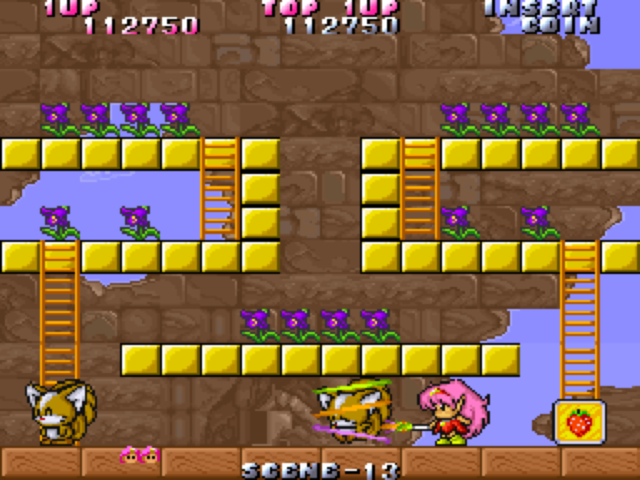 1UP TOP 1UP INSERT
112750 112750 COIN
SCENE-13